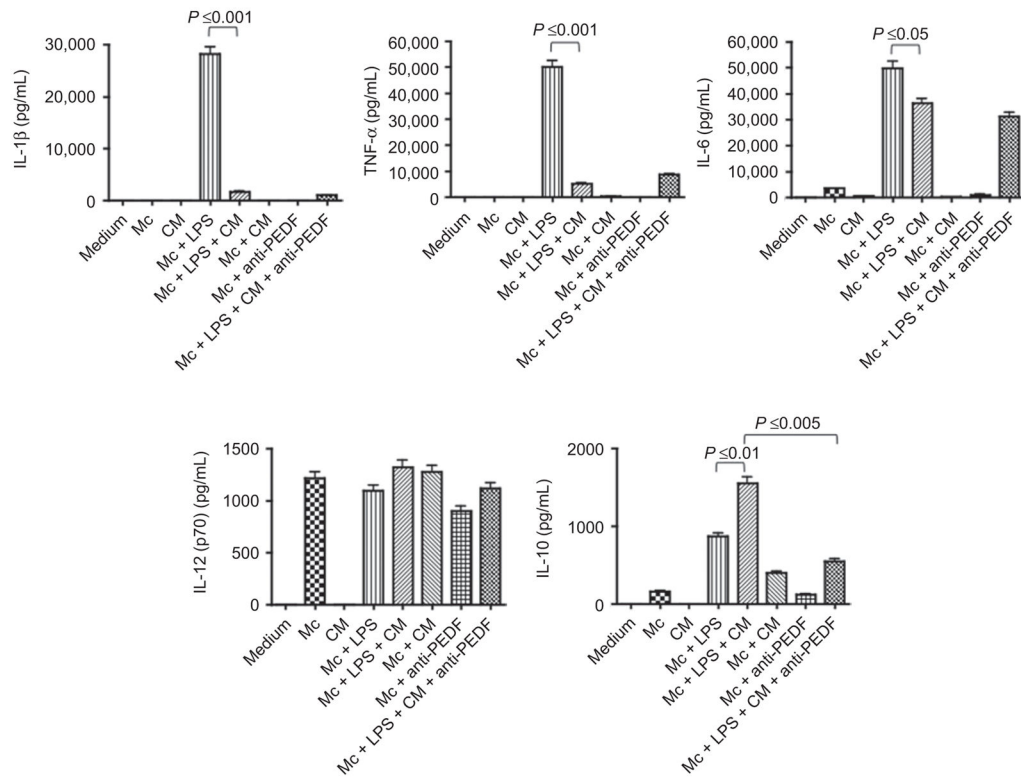 P ≤0.001
IL-1β (pg/mL)
30,000
20,000
10,000
0
Medium
Mc
CM
Mc + LPS
Mc + LPS + CM
Mc + CM
Mc + anti-PEDF
Mc + LPS + CM + anti-PEDF
P ≤0.001
TNF-α (pg/mL)
60,000
50,000
40,000
30,000
20,000
10,000
0
Medium
Mc
CM
Mc + LPS
Mc + LPS + CM
Mc + CM
Mc + anti-PEDF
Mc + LPS + CM + anti-PEDF
P ≤0.05
IL-6 (pg/mL)
60,000
50,000
40,000
30,000
20,000
10,000
0
Medium
Mc
CM
Mc + LPS
Mc + LPS + CM
Mc + CM
Mc + anti-PEDF
Mc + LPS + CM + anti-PEDF
IL-12 (p70) (pg/mL)
1500
1000
500
0
Medium
Mc
CM
Mc + LPS
Mc + LPS + CM
Mc + CM
Mc + anti-PEDF
Mc + LPS + CM + anti-PEDF
P ≤0.005
P ≤0.01
IL-10 (pg/mL)
2000
1000
0
Medium
Mc
CM
Mc + LPS
Mc + LPS + CM
Mc + CM
Mc + anti-PEDF
Mc + LPS + CM + anti-PEDF